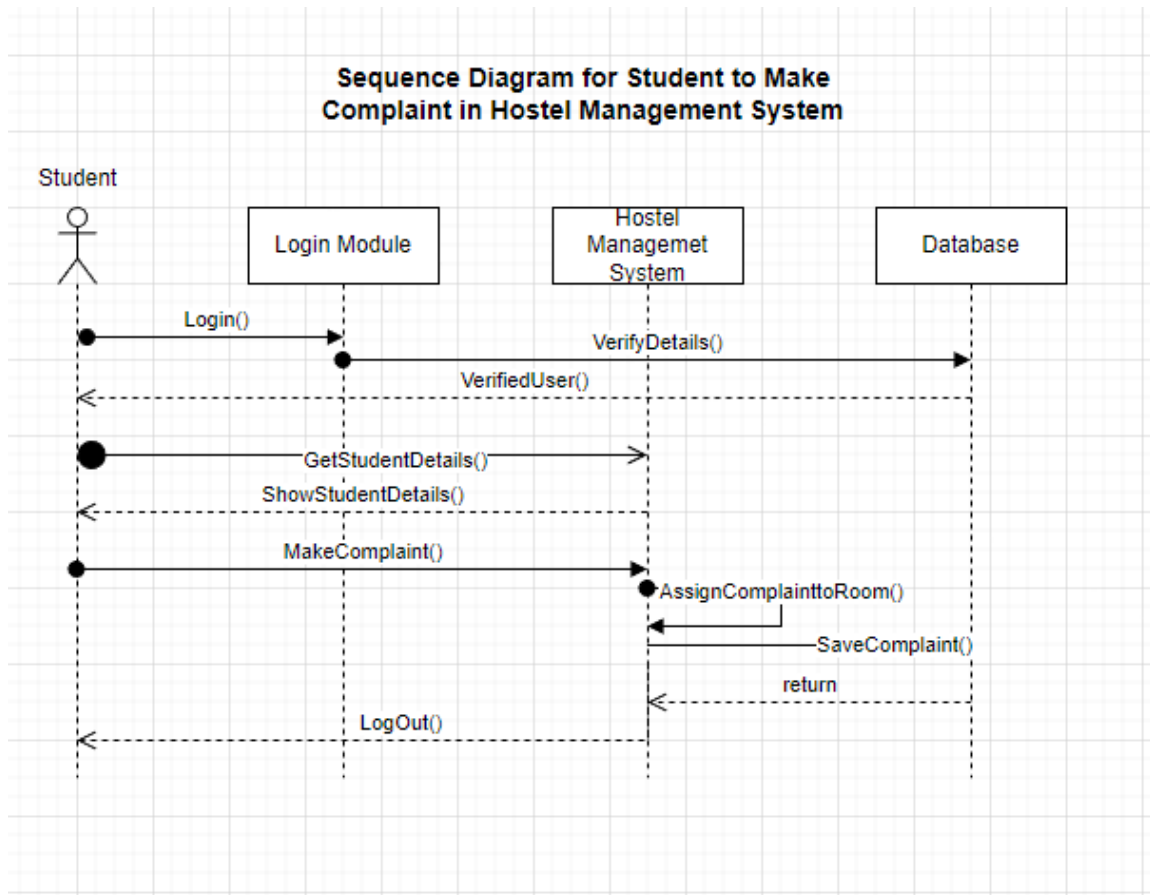 Sequence Diagram for Student to Make
Complaint in Hostel Management System
Student
Login Module
Hostel
Managemet
System
Database
Login()
VerifyDetails()
VerifiedUser()
GetStudentDetails()
ShowStudentDetails()
MakeComplaint()
AssignComplainttoRoom()
SaveComplaint()
return
LogOut()